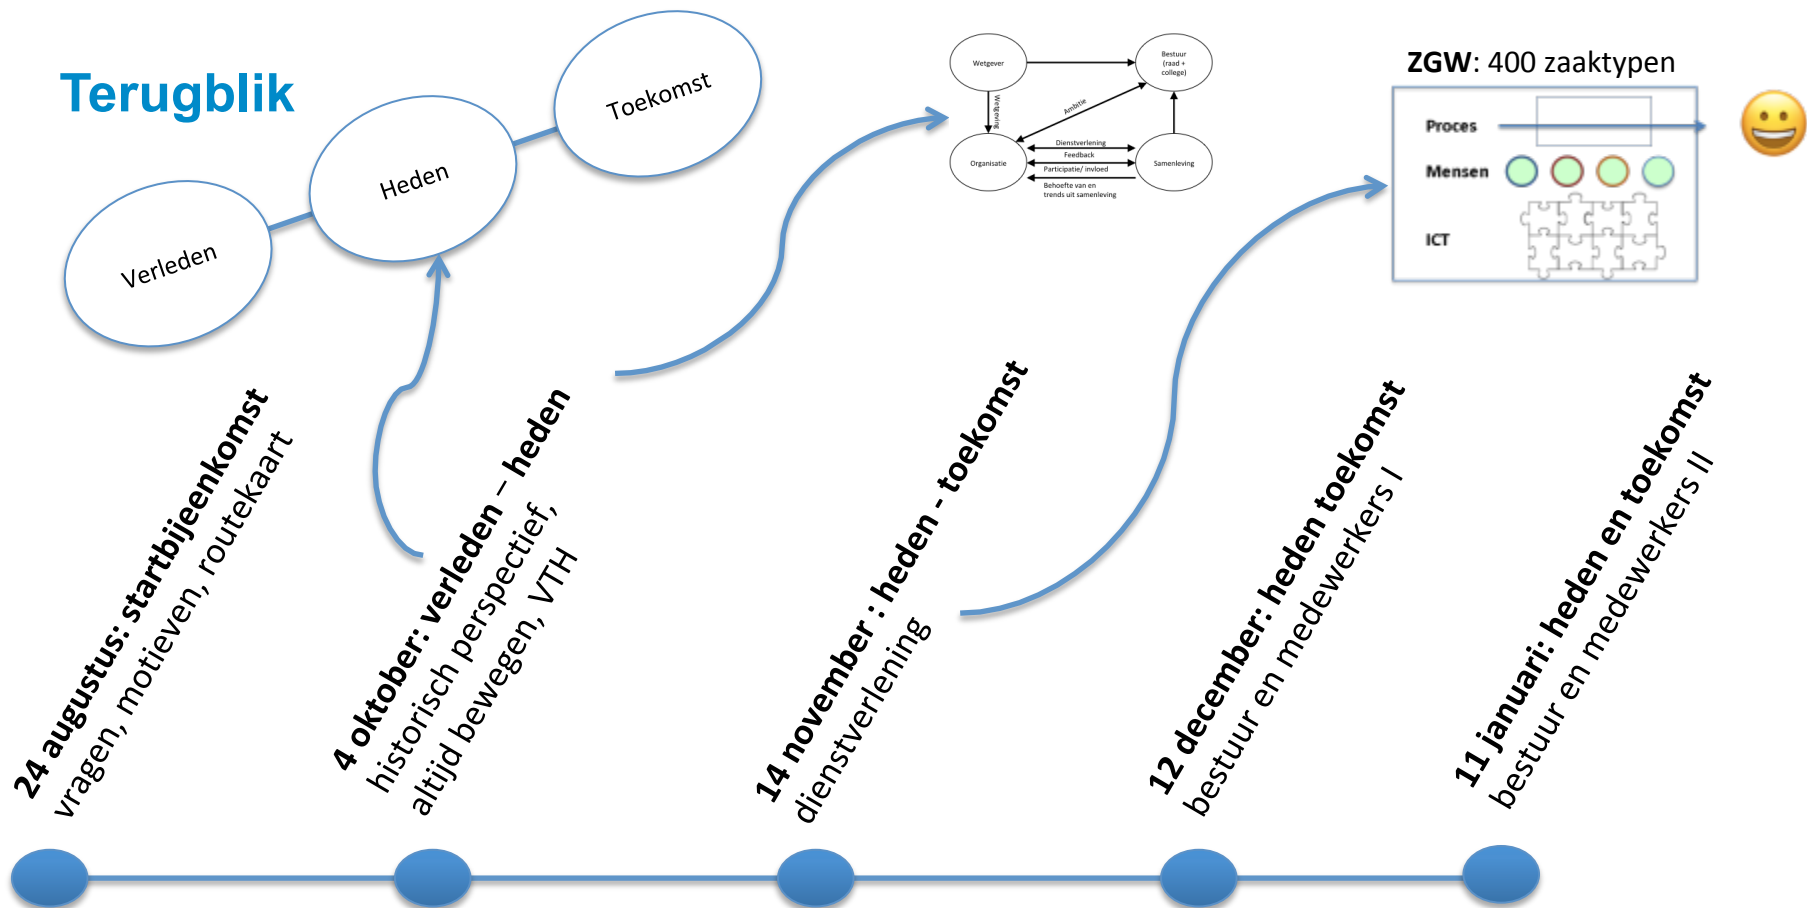 Terugblik
Verleden
Heden
Toekomst
Wetgever
Bestuur
(raad +
college)
Wetgeving
Ambitie
Organisatie
Samenleving
Dienstverlening
Feedback
Participatie/ invloed
Behoefte van en
trends uit samenleving
ZGW: 400 zaaktypen
Proces
Mensen
ICT
24 augustus: startbijeenkomst
vragen, motieven, routekaart
4 oktober: verleden – heden
historisch perspectief,
altijd bewegen, VTH
14 november : heden - toekomst
dienstverlening
12 december: heden toekomst
bestuur en medewerkers I
11 januari: heden en toekomst
bestuur en medewerkers II